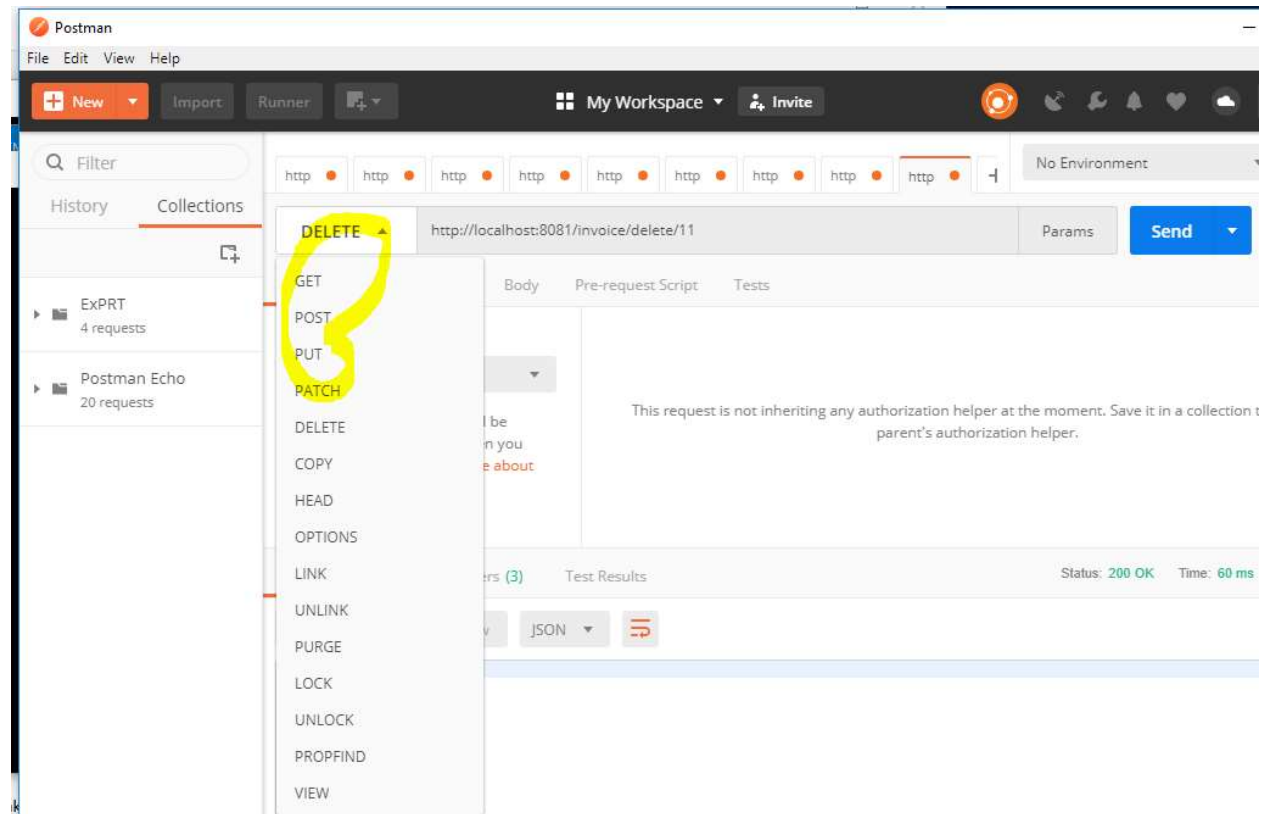 Postman
File Edit View Help
New Import Runner My Workspace Invite
Filter
History Collections
http http http http http http http http http No Environment
DELETE http://localhost:8081/invoice/delete/11 Params Send
GET Body Pre-request Script Tests
POST
PUT
PATCH
DELETE
COPY
HEAD
OPTIONS
LINK
UNLINK
PURGE
LOCK
UNLOCK
PROPFIND
VIEW
ExPRT
4 requests
Postman Echo
20 requests
be
you
about
This request is not inheriting any authorization helper at the moment. Save it in a collection
parent's authorization helper.
(3) Test Results Status: 200 OK Time: 60 ms
JSON